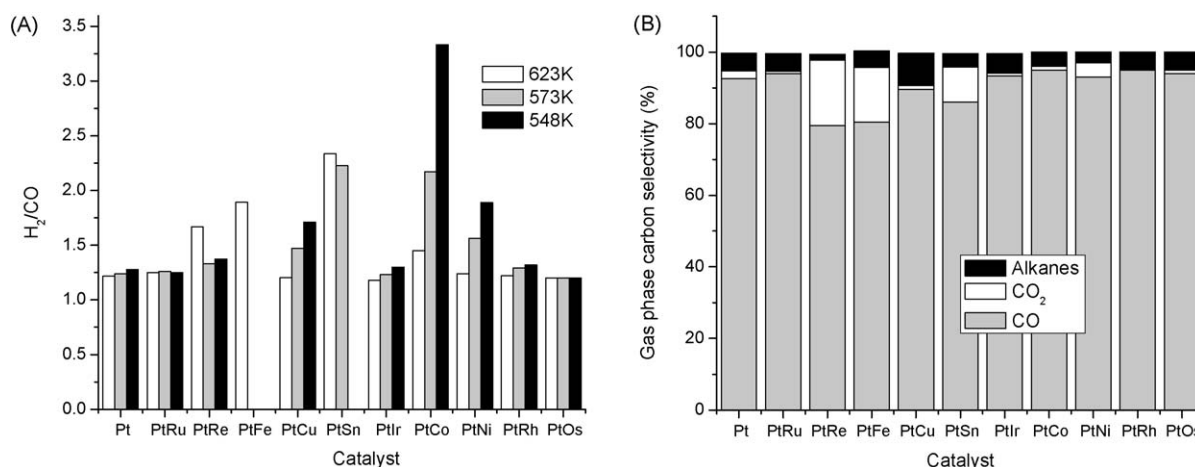 (A)
3.5
3.0
2.5
2.0
1.5
1.0
0.5
0.0
H₂/CO
623K
573K
548K
Pt PtRu PtRe PtFe PtCu PtSn PtIr PtCo PtNi PtRh PtOs
Catalyst
(B)
100
80
60
40
20
0
Gas phase carbon selectivity (%)
Alkanes
CO₂
CO
Pt PtRu PtRe PtFe PtCu PtSn PtIr PtCo PtNi PtRh PtOs
Catalyst